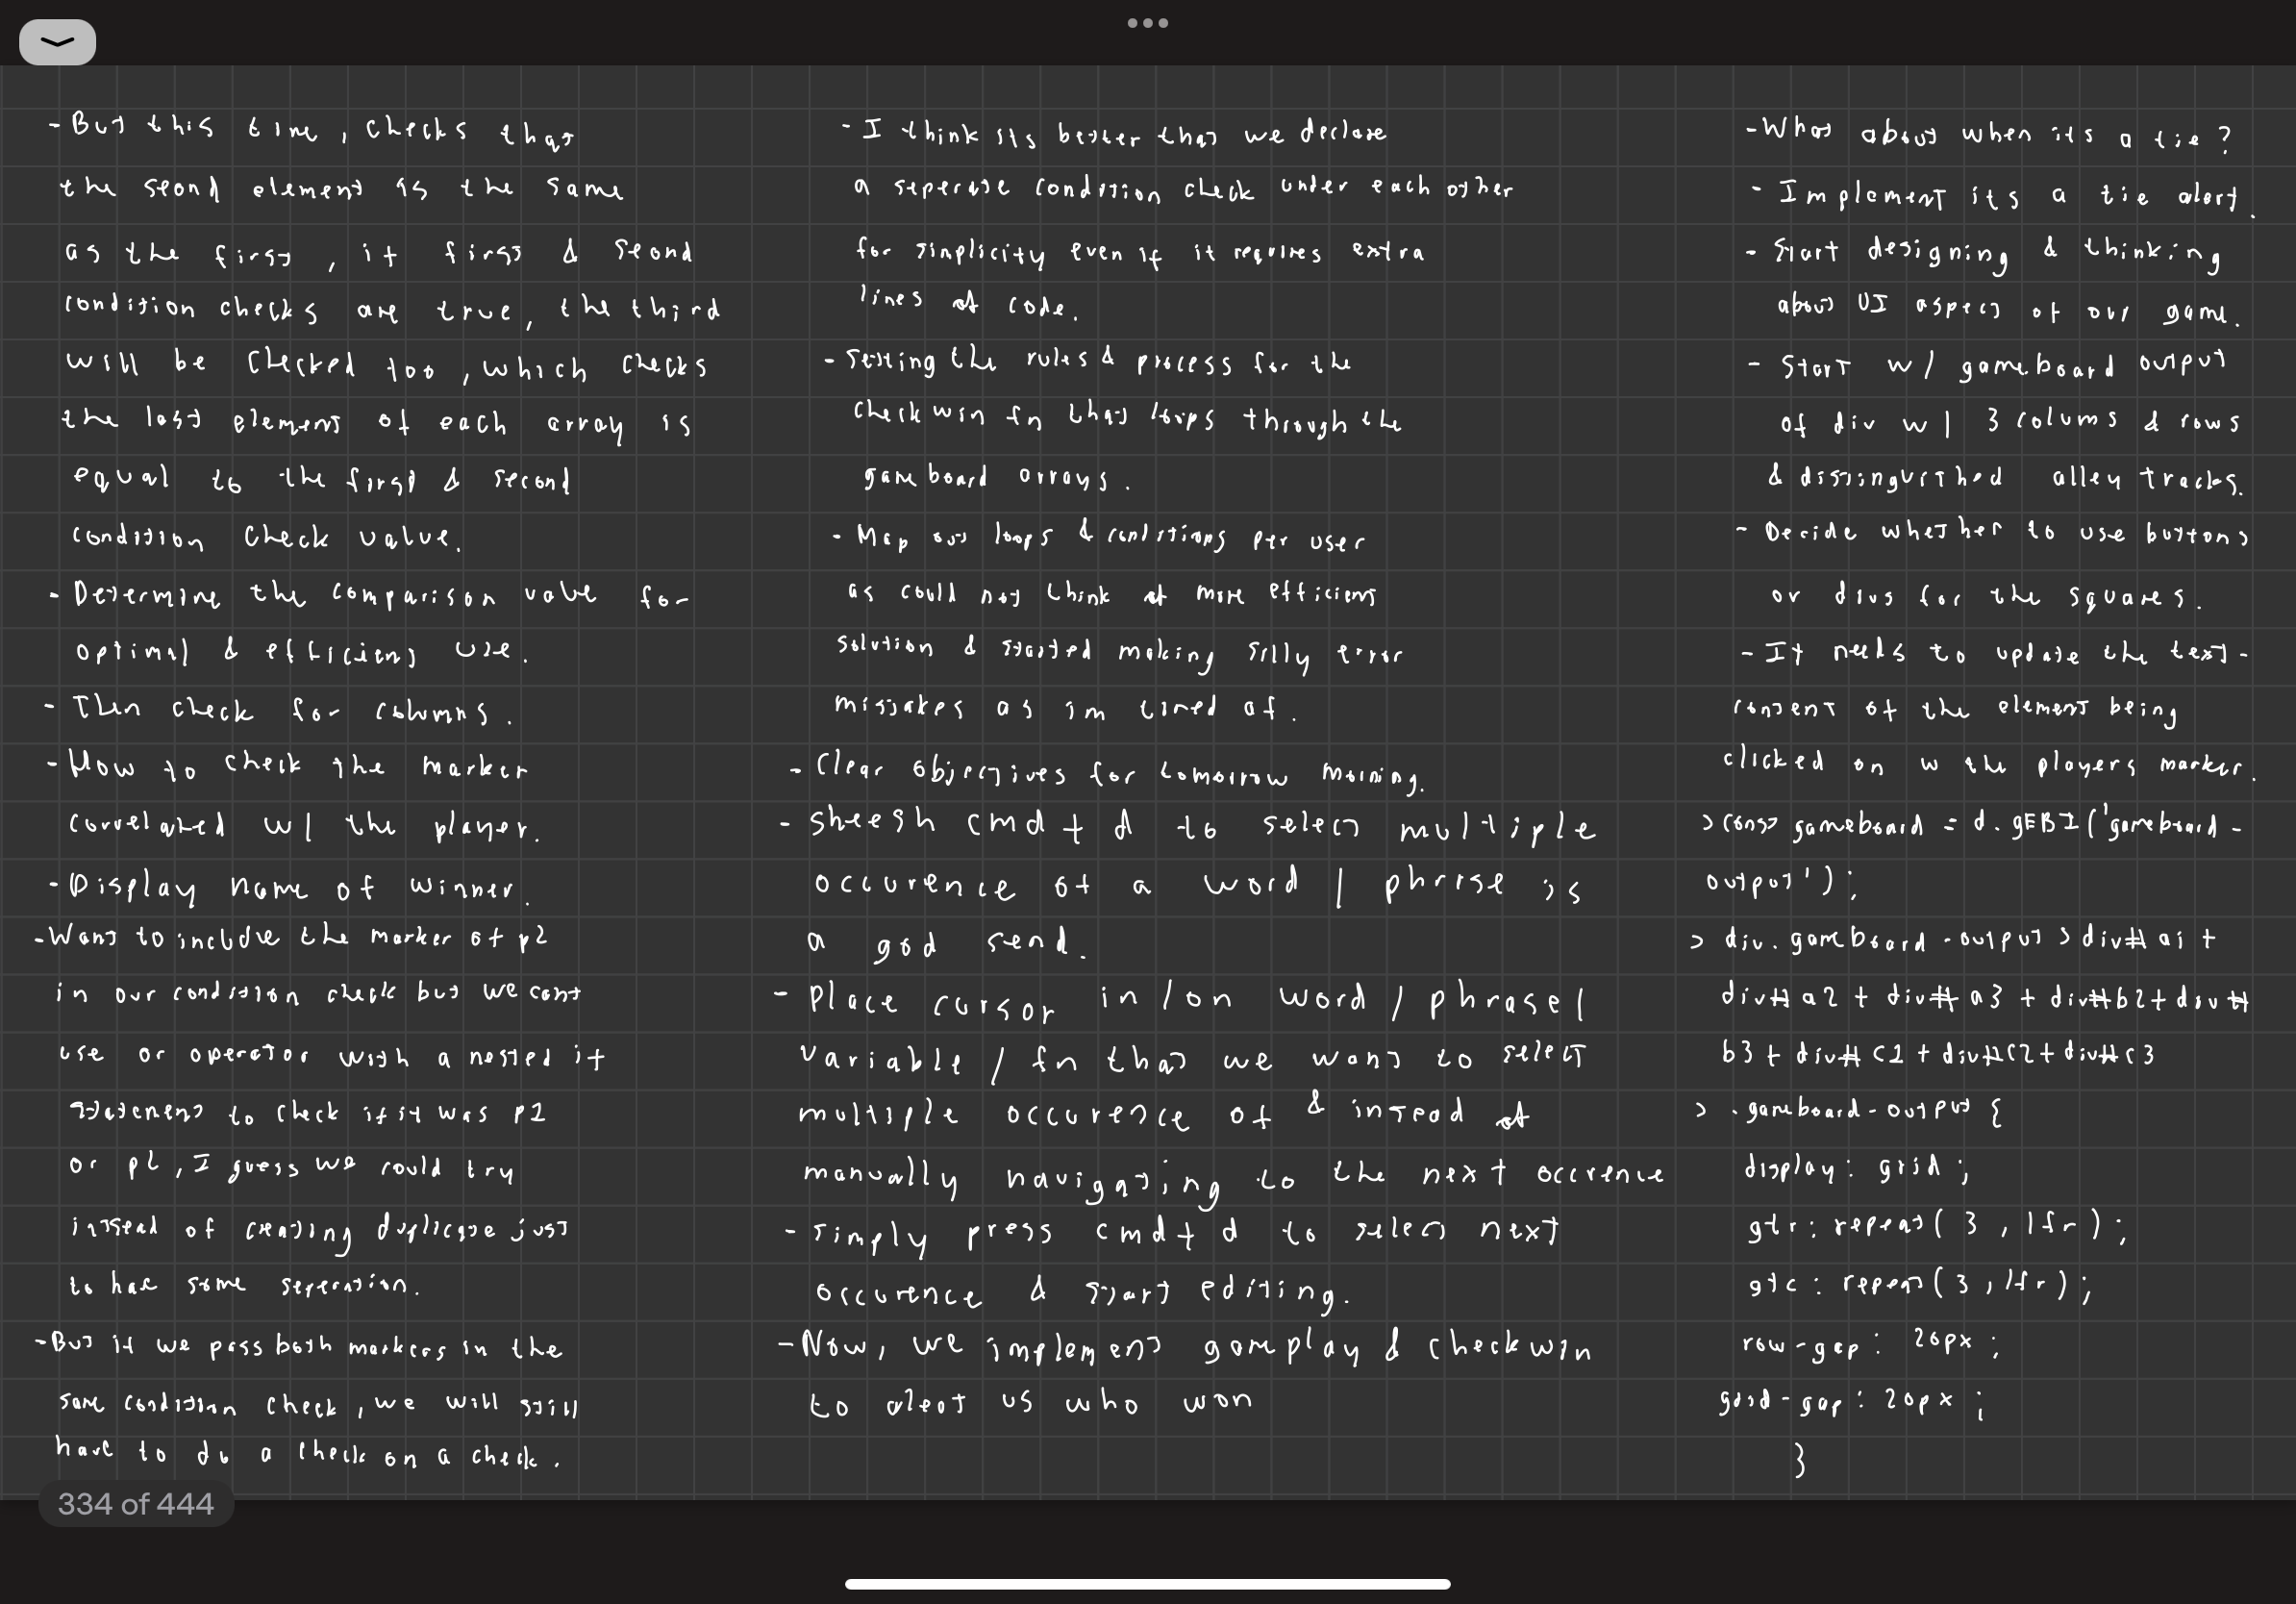 - But this time, checks that
the seond element is the same
as the first, if first & seond
condition checks are true, the third
will be checked too, which checks
the last element of each array is
equal to the first & second
condition check value.
- Determine the comparison value for
optimal & efficient use.
- Then check for columns.
- How to check the marker
correlated w/ the player.
- Display name of winner.
- Want to include the marker of p2
in our condition check but we cant
use or operator with a nested if
statement to check if it was p2
or p1, I guess we could try
instead of creating duplicate just
to have some seperation.
- But if we pass both markers in the
same condition check, we will still
have to do a check on a check.
- I think its better that we declare
a seperate condition check under each other
for simplicity even if it requires extra
lines of code.
- Setting the rules & process for the
check win fn that loops through the
gameboard arrays.
- Map out loops & conditions per user
as could not think of more efficient
solution & started making silly error
mistakes as im tired af.
- Clear objectives for tomorrow morning.
- Sheesh cmd + d to select multiple
occurence of a word / phrase is
a god send.
- Place cursor in/on word / phrase /
variable / fn that we want to select
multiple occurence of & instead of
manually navigating to the next occrence
- Simply press cmd + d to select next
occurence & start editing.
- Now, we implement gameplay & checkwin
to alert us who won
- What about when its a tie?
- Implement its a tie alert.
- Start designing & thinking
about UI aspect of our game.
- Start w/ gameboard output
of div w/ 3 colums & rows
& distinguished alley tracks.
- Decide whether to use buttons
or divs for the squares.
- It needs to update the text-
content of the element being
clicked on w the players marker.
> const gameboard = d.gEBI('gameboard-
output');
> div.gameboard-output > div#a1 +
div#a2 + div#a3 + div#b2 + div#
b3 + div#c1 + div#c2 + div#c3
> .gameboard-output {
display: grid;
gtr: repeat(3, 1fr);
gtc: repeat(3, 1fr);
row-gap: 20px;
grid-gap: 20px;
}
334 of 444